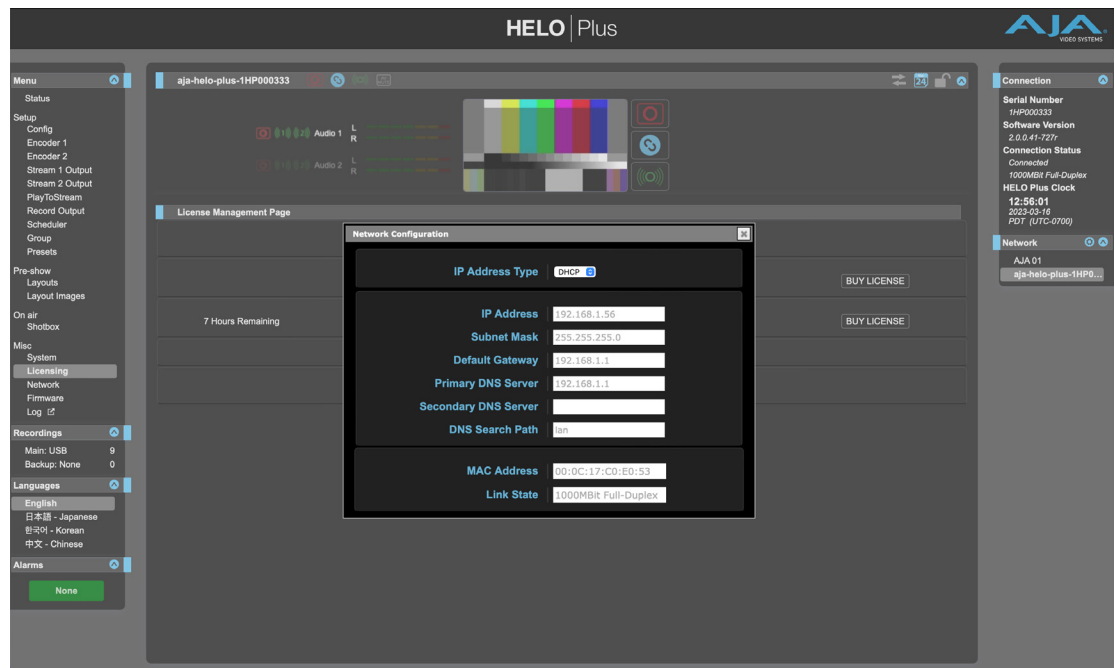 HELO | Plus
AJA
VIDEO SYSTEMS
Menu
Status
Setup
Config
Encoder 1
Encoder 2
Stream 1 Output
Stream 2 Output
PlayToStream
Record Output
Scheduler
Group
Presets
Pre-show
Layouts
Layout Images
On air
Shotbox
Misc
System
Licensing
Network
Firmware
Log
Recordings
Main: USB 9
Backup: None 0
Languages
English
日本語 - Japanese
한국어 - Korean
中文 - Chinese
Alarms
None
aja-helo-plus-1HP000333
24
Audio 1 L
R
Audio 2 L
R
License Management Page
BUY LICENSE
7 Hours Remaining BUY LICENSE
Network Configuration
IP Address Type DHCP
IP Address 192.168.1.56
Subnet Mask 255.255.255.0
Default Gateway 192.168.1.1
Primary DNS Server 192.168.1.1
Secondary DNS Server
DNS Search Path lan
MAC Address 00:0C:17:C0:E0:53
Link State 1000MBit Full-Duplex
Connection
Serial Number
1HP000333
Software Version
2.0.0.41-727r
Connection Status
Connected
1000MBit Full-Duplex
HELO Plus Clock
12:56:01
2023-03-16
PDT (UTC-0700)
Network
AJA 01
aja-helo-plus-1HP0...